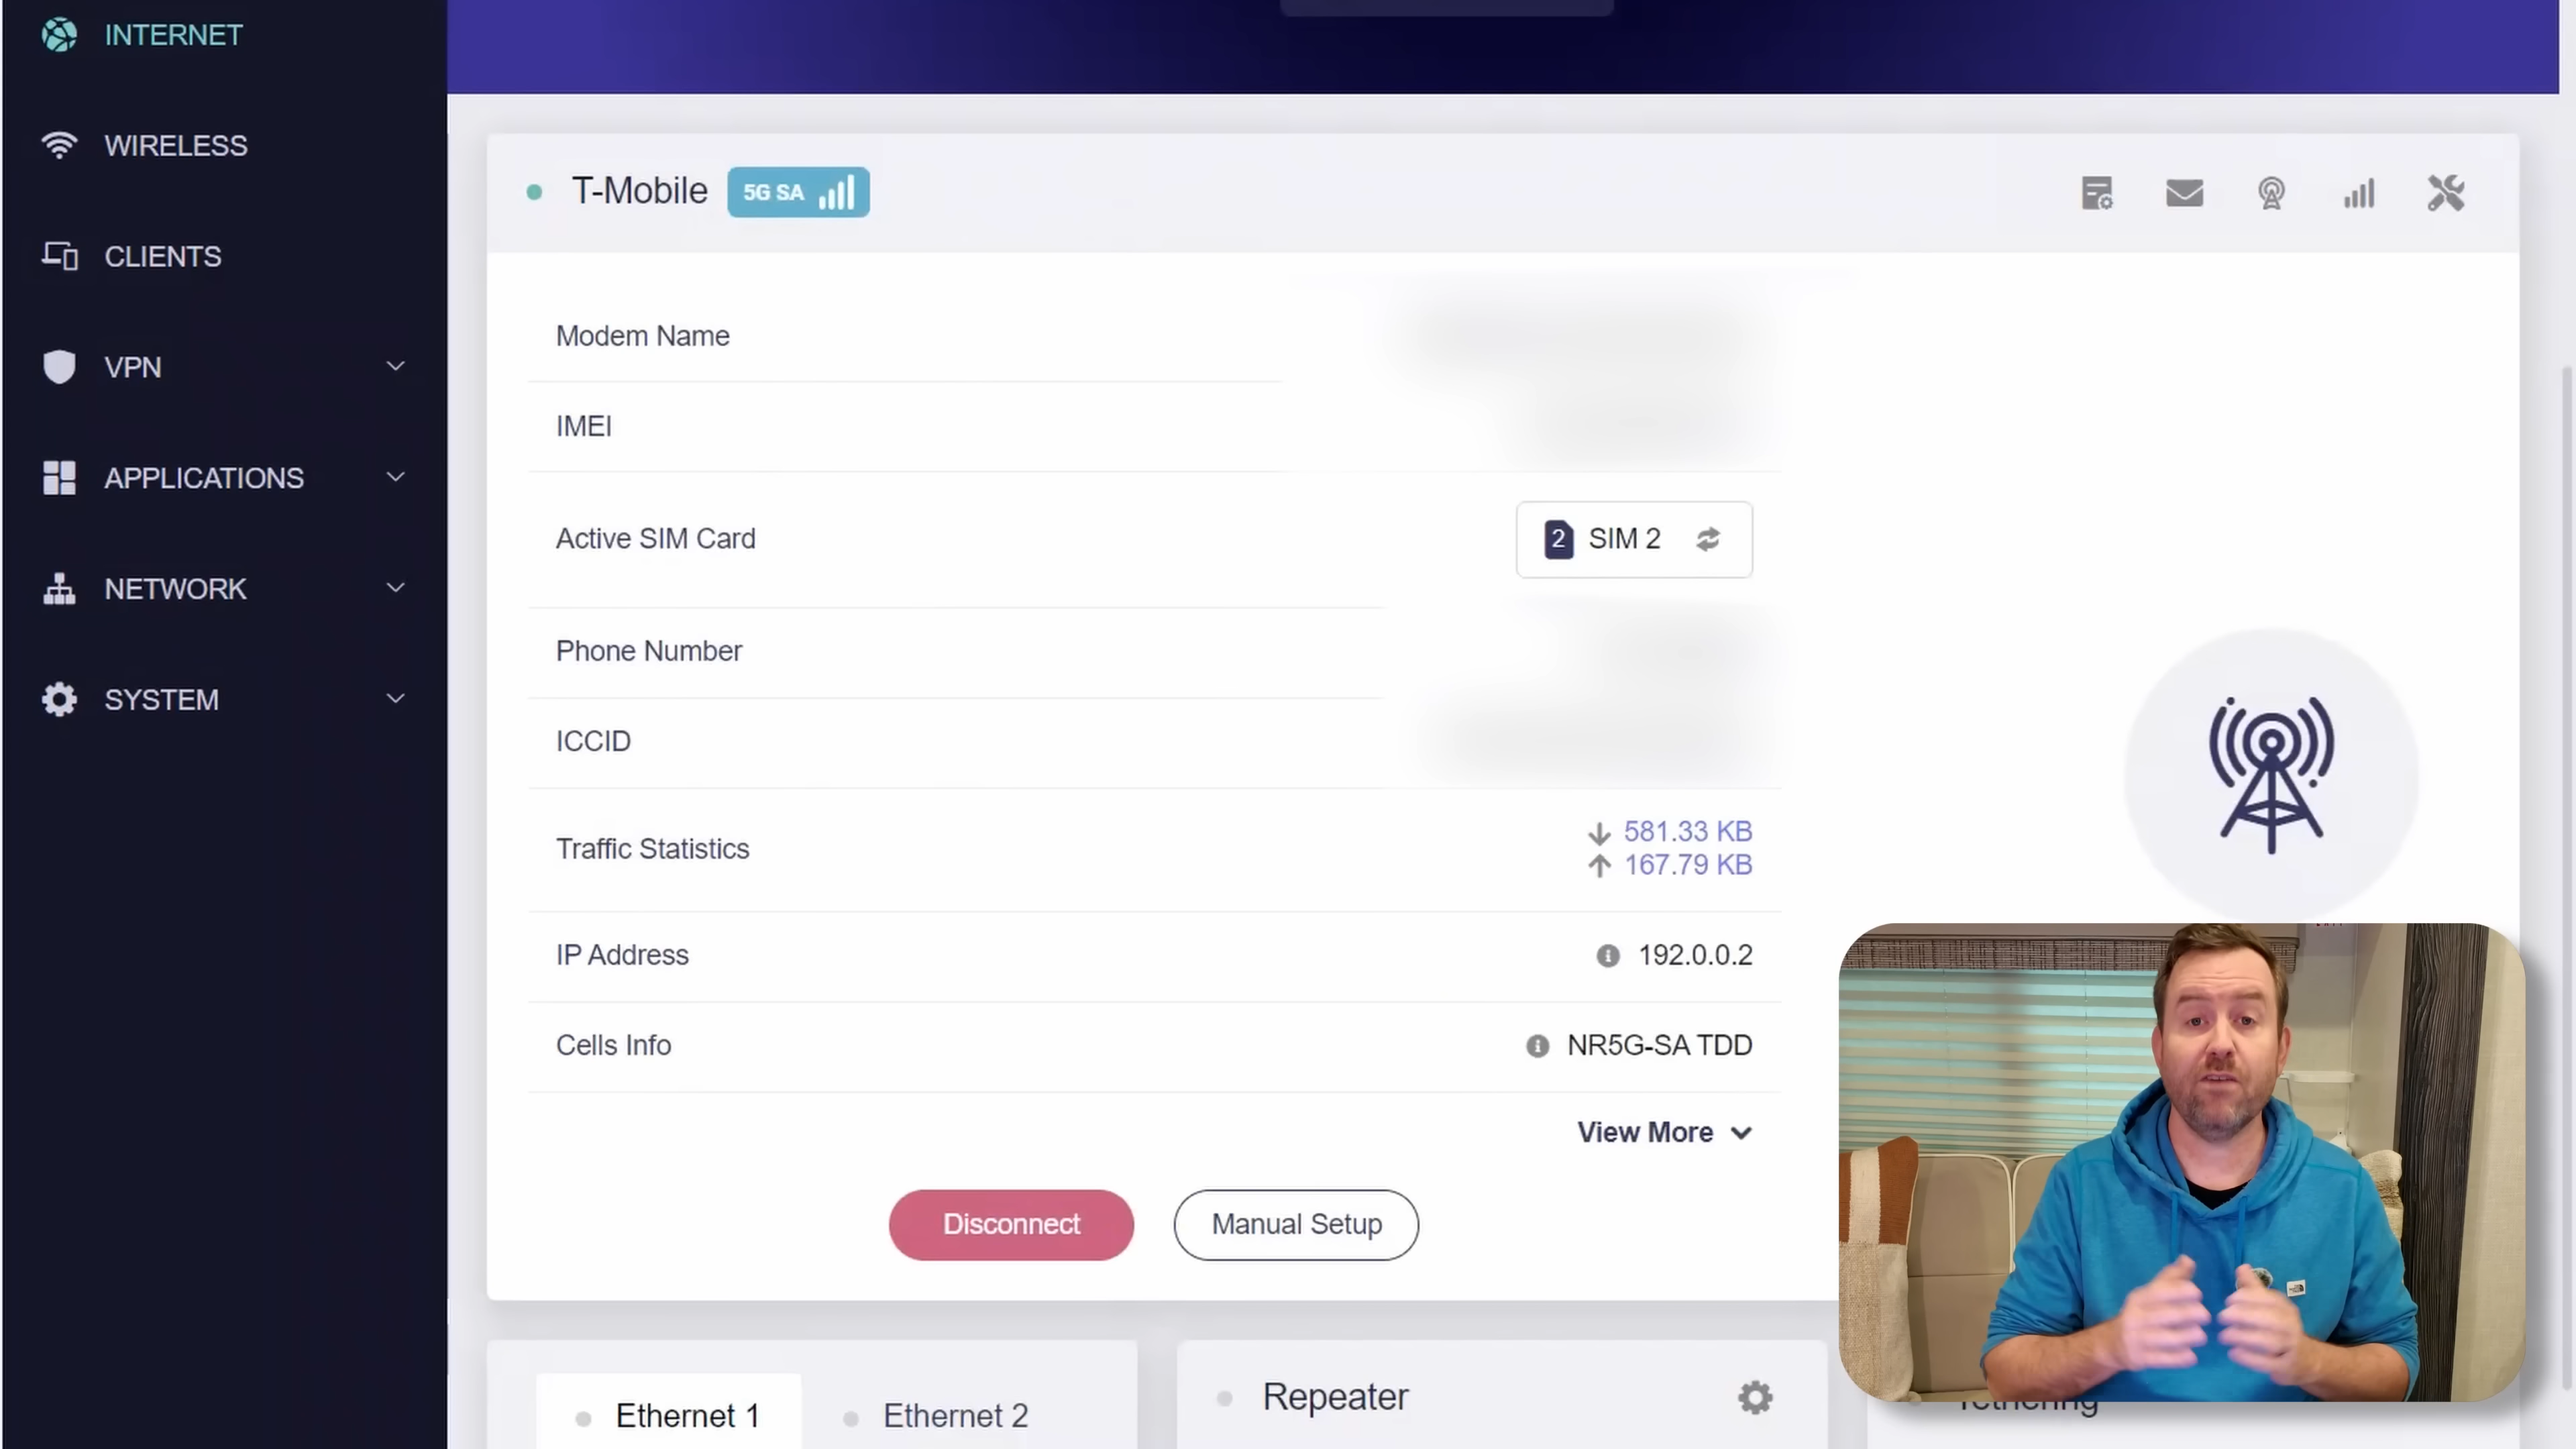 INTERNET
WIRELESS
CLIENTS
VPN
APPLICATIONS
NETWORK
SYSTEM
T-Mobile 5G SA
Modem Name
IMEI
Active SIM Card 2 SIM 2
Phone Number
ICCID
Traffic Statistics
581.33 KB
167.79 KB
IP Address 192.0.0.2
Cells Info NR5G-SA TDD
View More
Disconnect Manual Setup
Ethernet 1 Ethernet 2
Repeater
Tethering